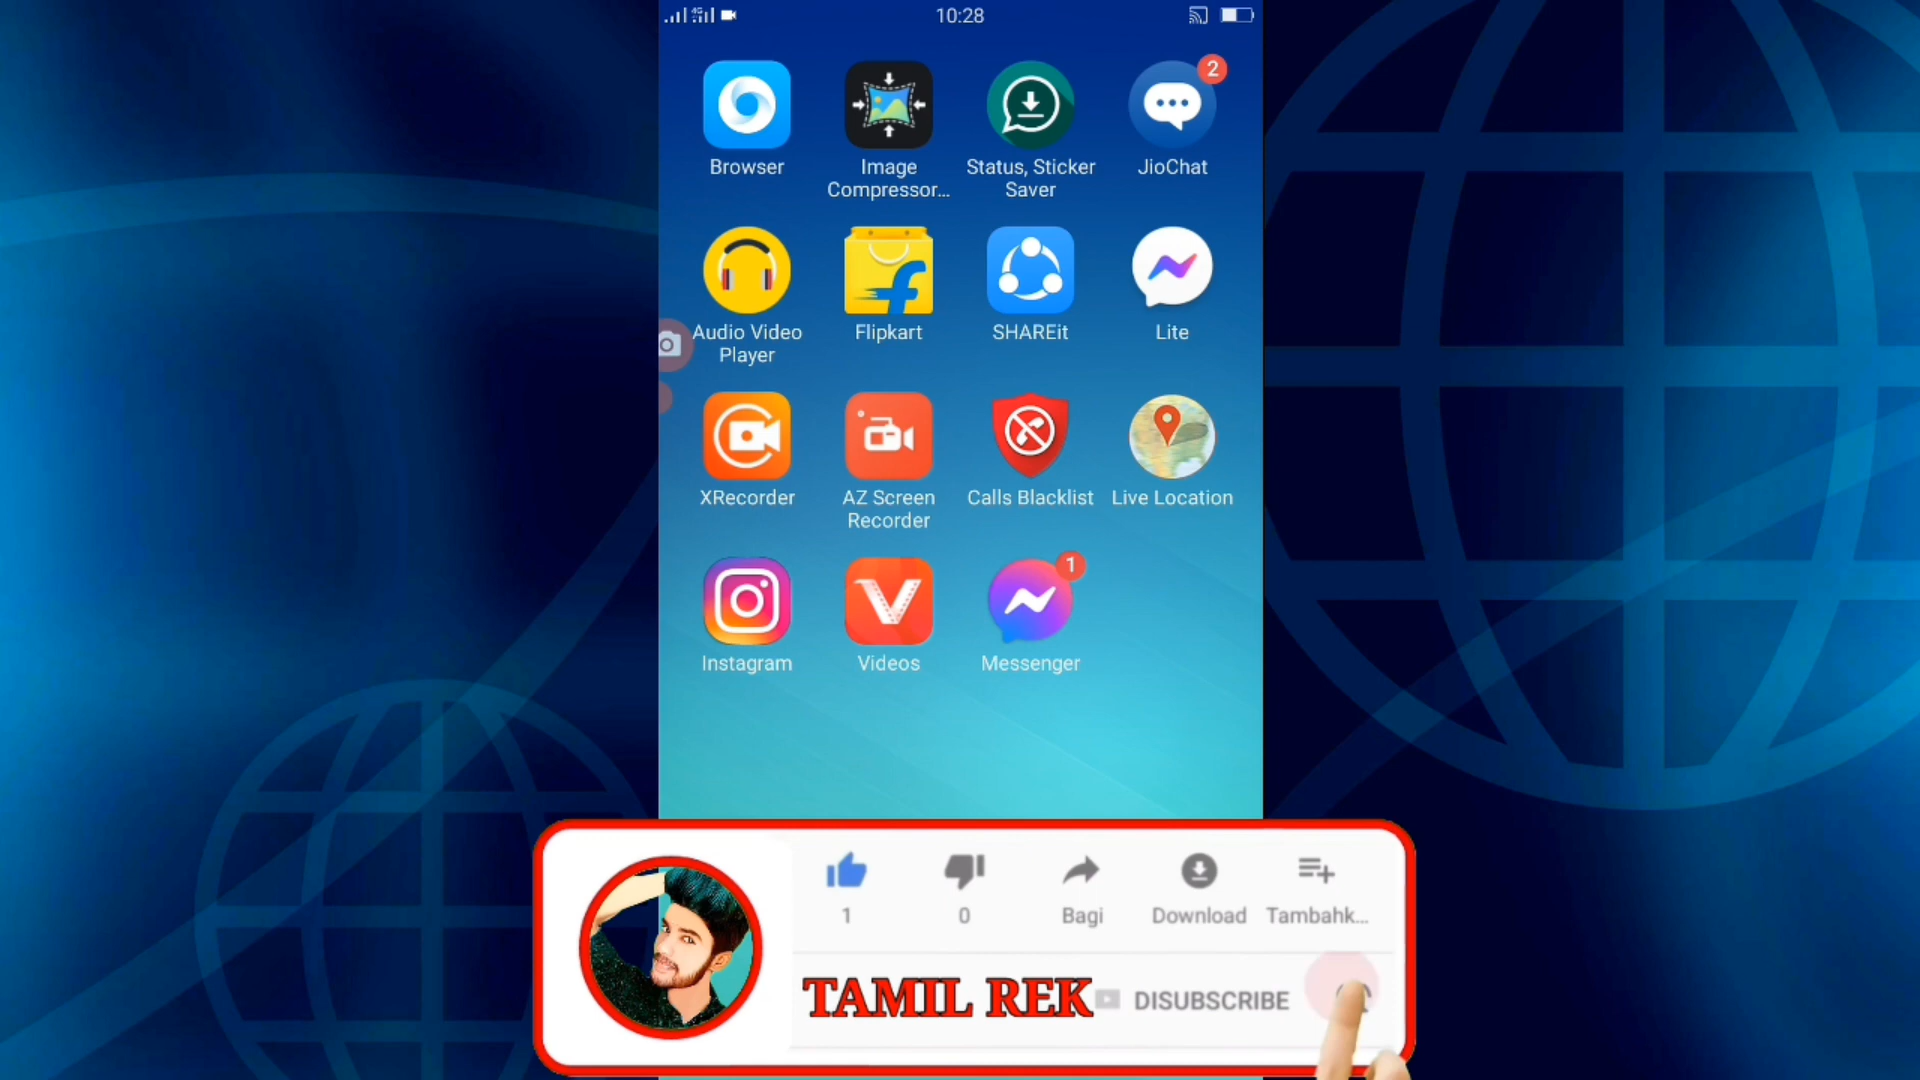 4G
10:28
2
Browser
Image
Compressor...
Status, Sticker
Saver
JioChat
Audio Video
Player
Flipkart
SHAREit
Lite
XRecorder
AZ Screen
Recorder
Calls Blacklist
Live Location
1
Instagram
Videos
Messenger
1
0
Bagi
Download
Tambahk...
TAMIL REK
DISUBSCRIBE